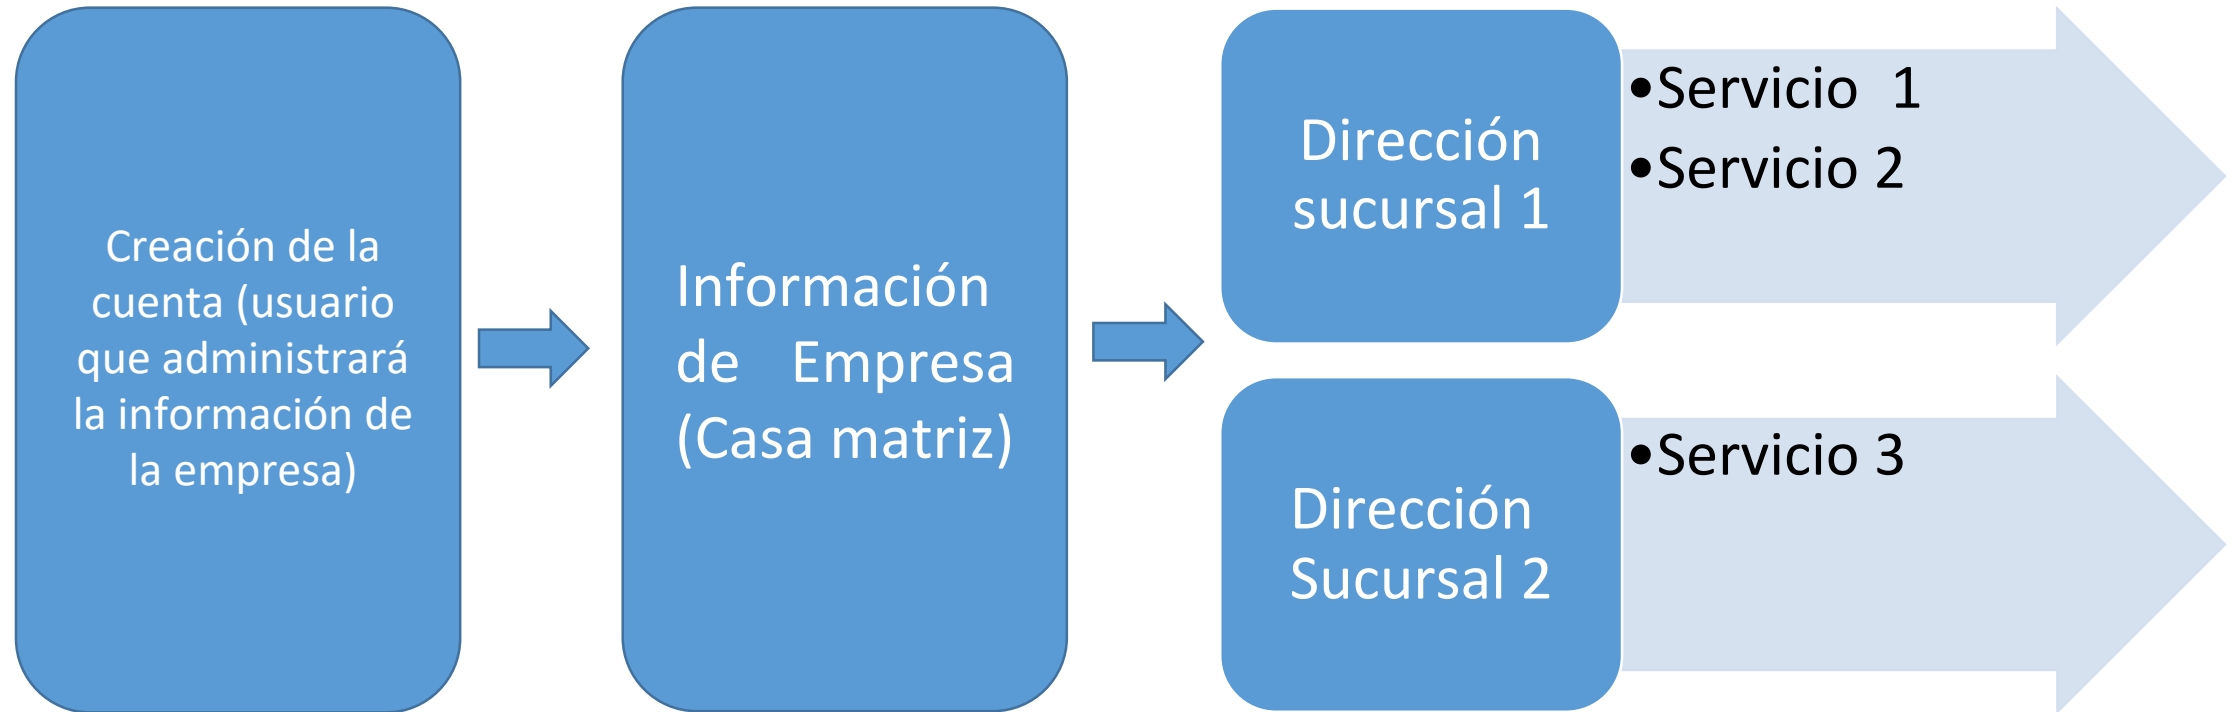 Creación de la
cuenta (usuario
que administrará
la información de
la empresa)
Información
de Empresa
(Casa matriz)
Dirección
sucursal 1
•Servicio 1
•Servicio 2
Dirección
Sucursal 2
•Servicio 3